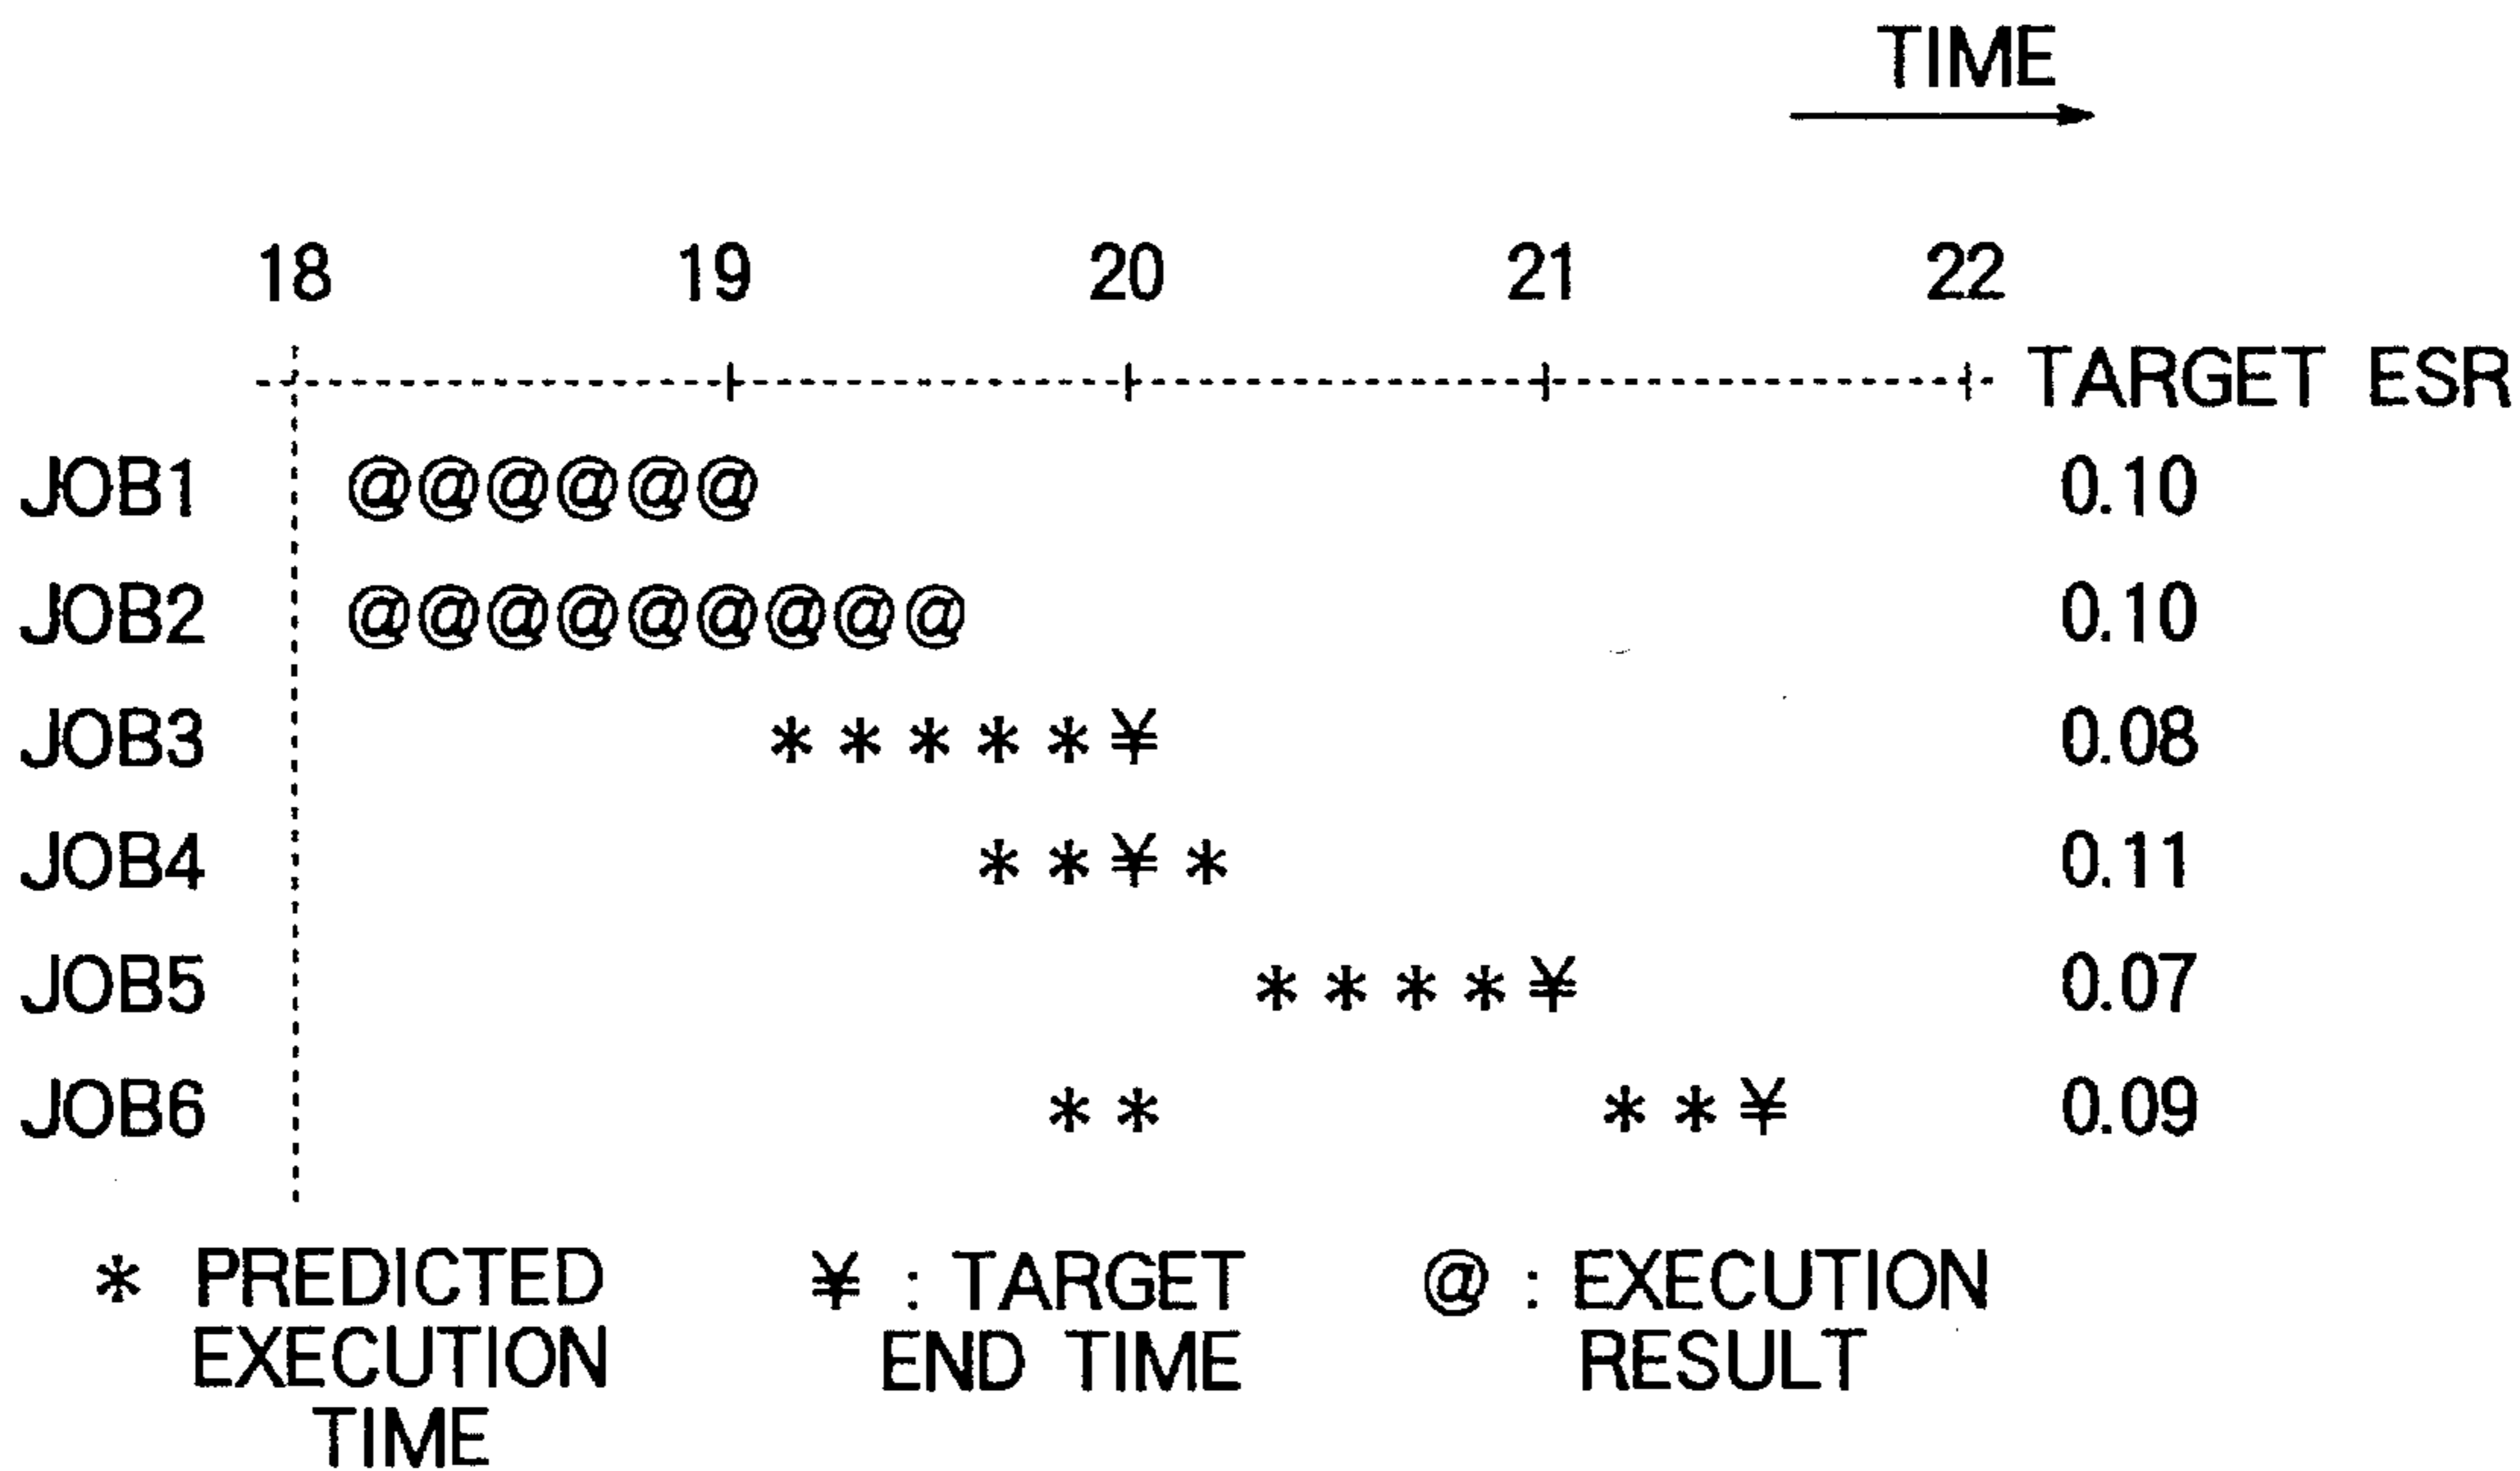 TIME
18 19 20 21 22
TARGET ESR
JOB1 @@@@@@ 0.10
JOB2 @@@@@@@@@ 0.10
JOB3 *****¥ 0.08
JOB4 **¥* 0.11
JOB5 ****¥ 0.07
JOB6 ** **¥ 0.09
* PREDICTED EXECUTION TIME
¥ : TARGET END TIME
@ : EXECUTION RESULT